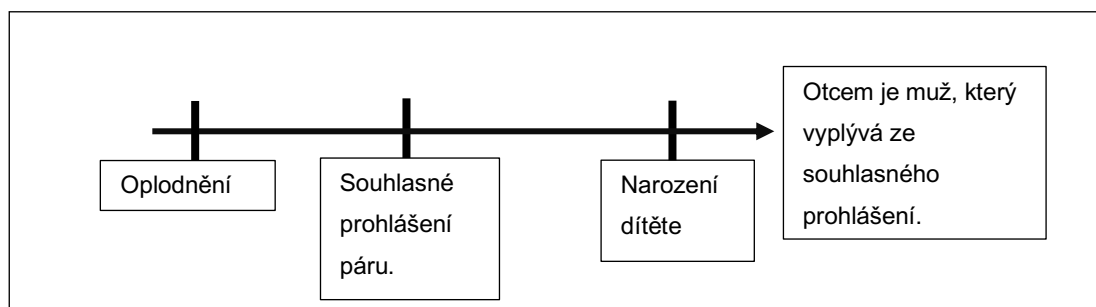 Oplodnění
Souhlasné
prohlášení
páru.
Narození
dítěte
Otcem je muž, který
vyplývá ze
souhlasného
prohlášení.